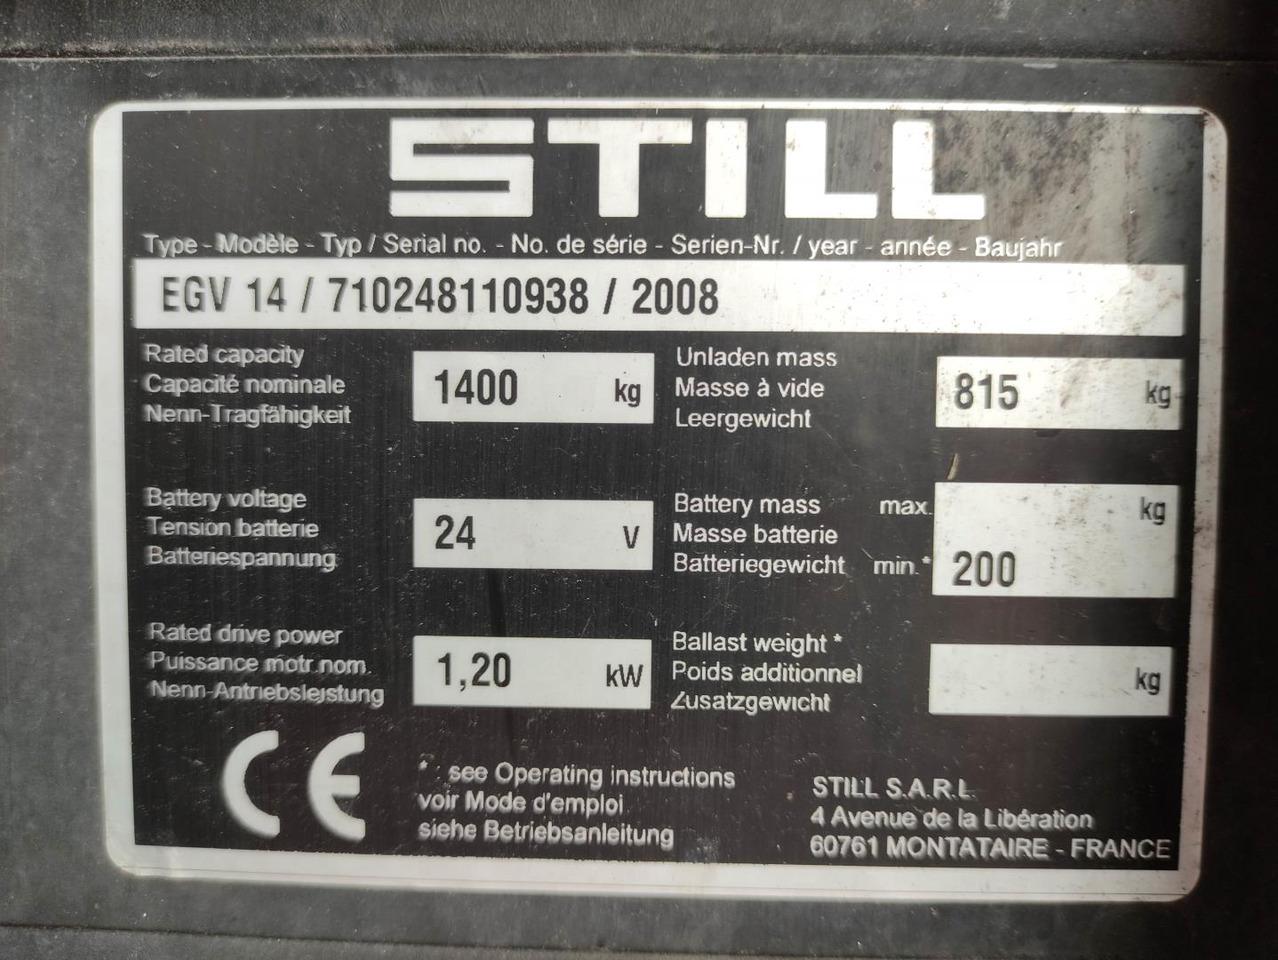 STILL
Type - Modèle - Typ / Serial no. - No. de série - Serien-Nr. / year - année - Baujahr
EGV 14 / 710248110938 / 2008
Rated capacity
Capacité nominale
Nenn-Tragfähigkeit
1400 kg
Unladen mass
Masse à vide
Leergewicht
815 kg
Battery voltage
Tension batterie
Batteriespannung
24 V
Battery mass max.
Masse batterie
Batteriegewicht min.*
kg
200
Rated drive power
Puissance motr.nom.
Nenn-Antriebsleistung
1,20 kW
Ballast weight *
Poids additionnel
Zusatzgewicht
kg
CE
* see Operating instructions
voir Mode d'emploi
siehe Betriebsanleitung
STILL S.A.R.L
4 Avenue de la Libération
60761 MONTATAIRE - FRANCE